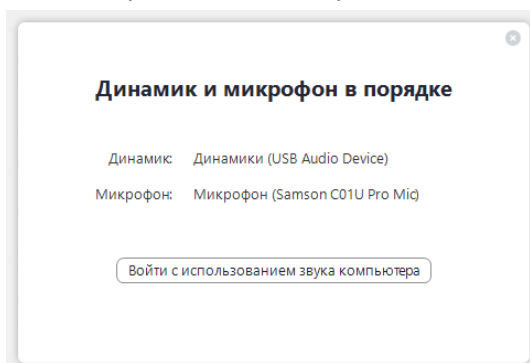 Динамик и микрофон в порядке
Динамик: Динамики (USB Audio Device)
Микрофон: Микрофон (Samson C01U Pro Mic)
Войти с использованием звука компьютера